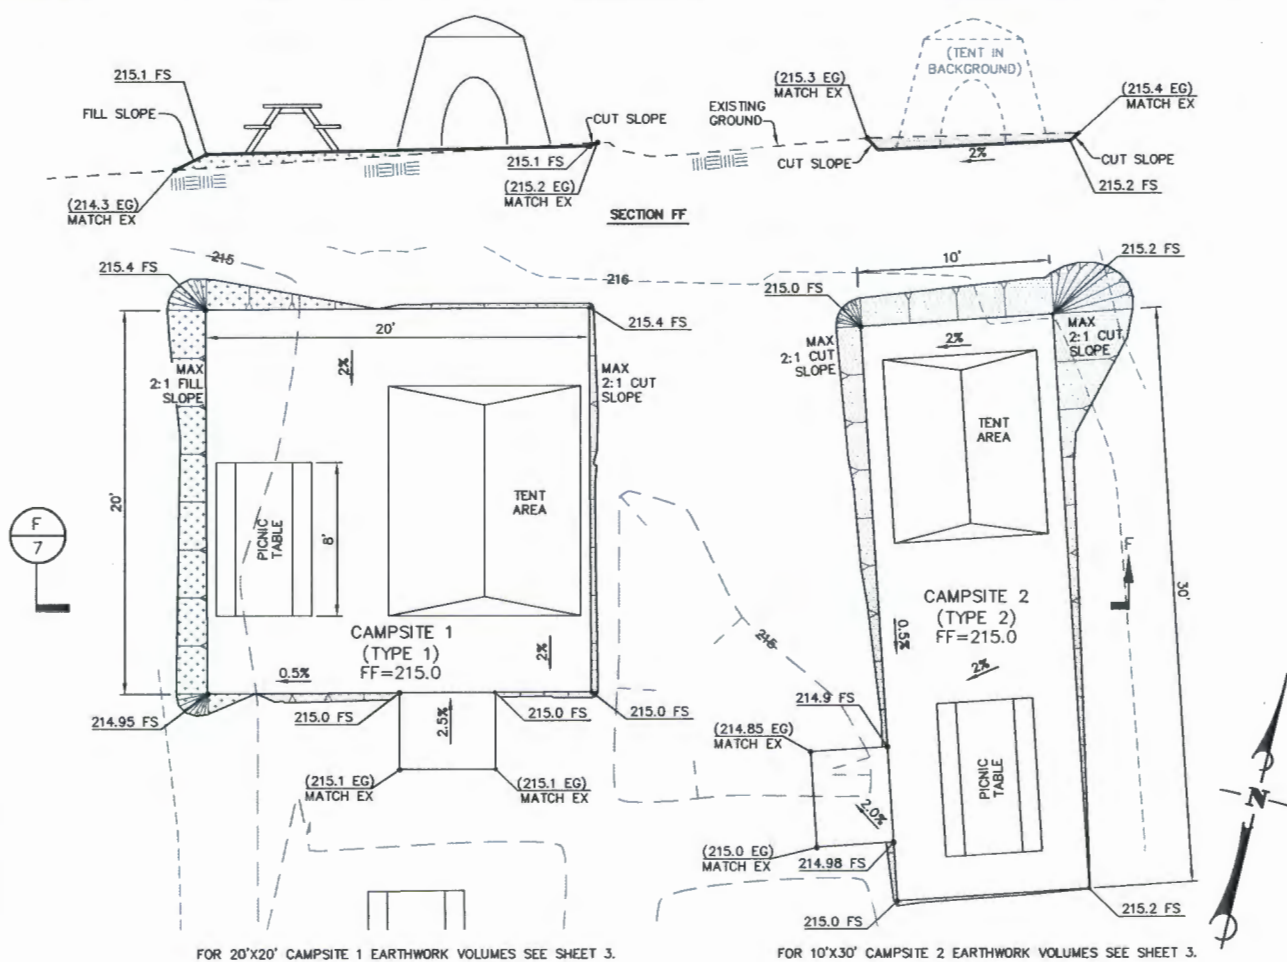 215.1 FS
FILL SLOPE
(214.3 EG)
MATCH EX
CUT SLOPE
215.1 FS
(215.2 EG)
MATCH EX
EXISTING
GROUND
(215.3 EG)
MATCH EX
(TENT IN
BACKGROUND)
(215.4 EG)
MATCH EX
CUT SLOPE
2%
CUT SLOPE
215.2 FS
SECTION FF
215.4 FS
215
216
20'
2%
215.4 FS
MAX
2:1 FILL
SLOPE
MAX
2:1 CUT
SLOPE
20'
TENT
AREA
PICNIC
TABLE
8'
F
7
CAMPSITE 1
(TYPE 1)
FF=215.0
2%
0.5%
214.95 FS
215.0 FS
2.5%
215.0 FS
215.0 FS
(215.1 EG)
MATCH EX
(215.1 EG)
MATCH EX
215.2 FS
10'
215.0 FS
MAX
2:1 CUT
SLOPE
2%
MAX
2:1 CUT
SLOPE
TENT
AREA
F
30'
CAMPSITE 2
(TYPE 2)
FF=215.0
0.5%
2%
215
214.9 FS
(214.85 EG)
MATCH EX
PICNIC
TABLE
2.0%
(215.0 EG)
MATCH EX
214.98 FS
215.0 FS
215.2 FS
N
FOR 20'X20' CAMPSITE 1 EARTHWORK VOLUMES SEE SHEET 3.
FOR 10'X30' CAMPSITE 2 EARTHWORK VOLUMES SEE SHEET 3.